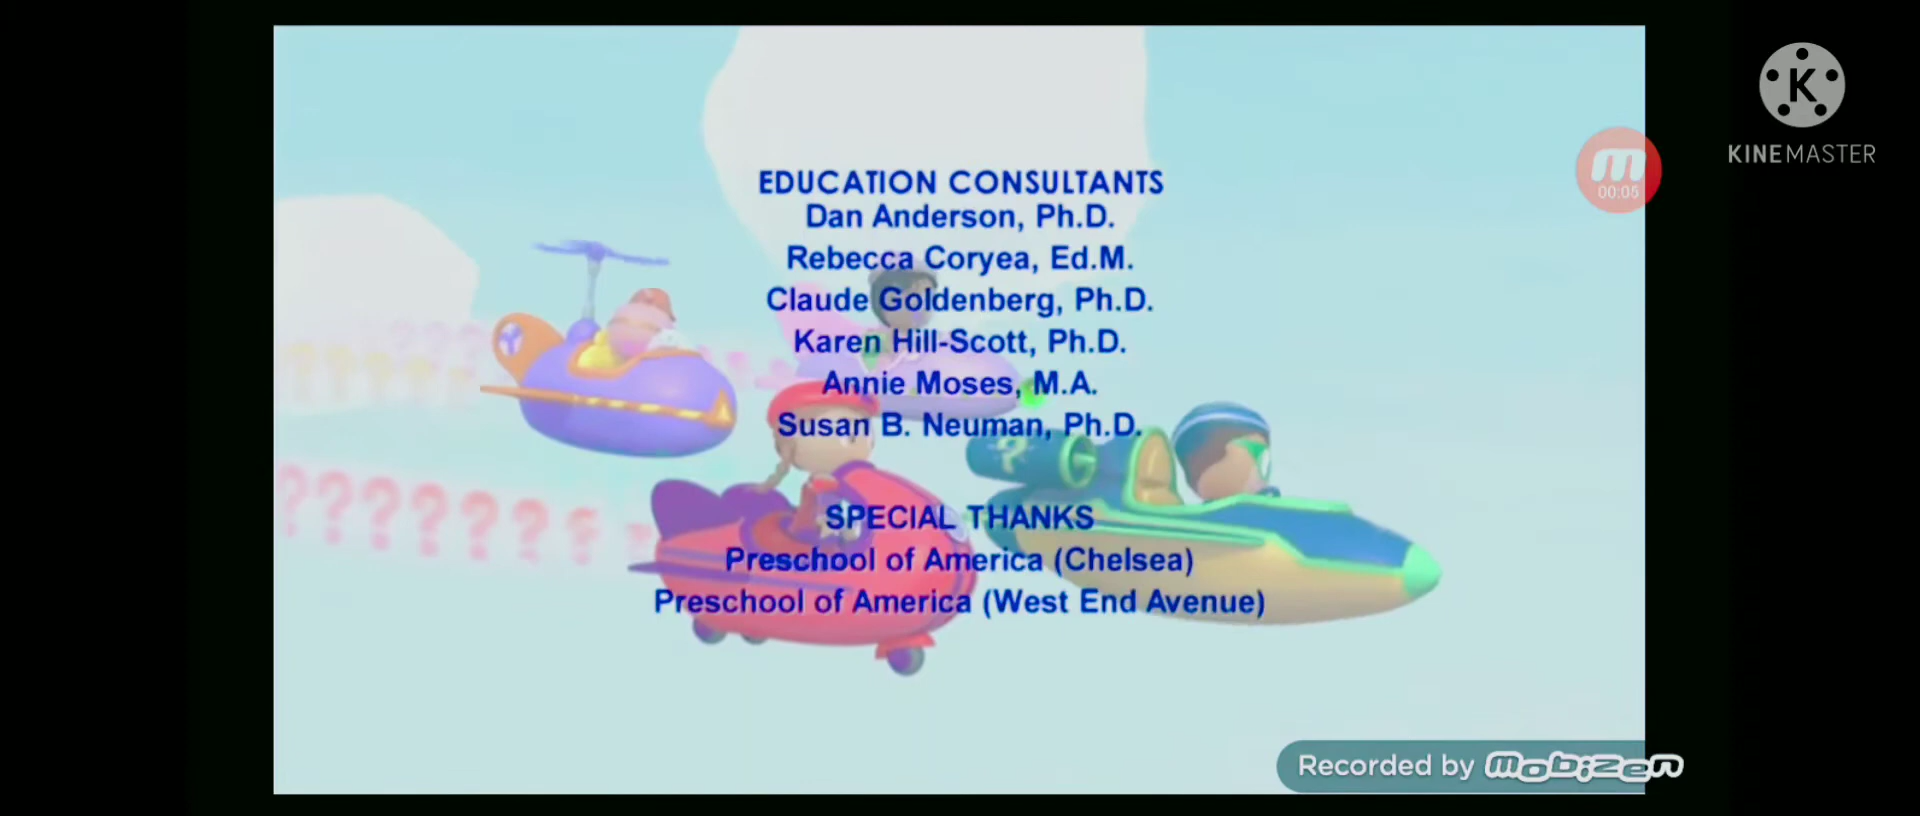 EDUCATION CONSULTANTS
Dan Anderson, Ph.D.
Rebecca Coryea, Ed.M.
Claude Goldenberg, Ph.D.
Karen Hill-Scott, Ph.D.
Annie Moses, M.A.
Susan B. Neuman, Ph.D.
SPECIAL THANKS
Preschool of America (Chelsea)
Preschool of America (West End Avenue)
K
KINEMASTER
m
00:05
Recorded by mobizen
????????
?